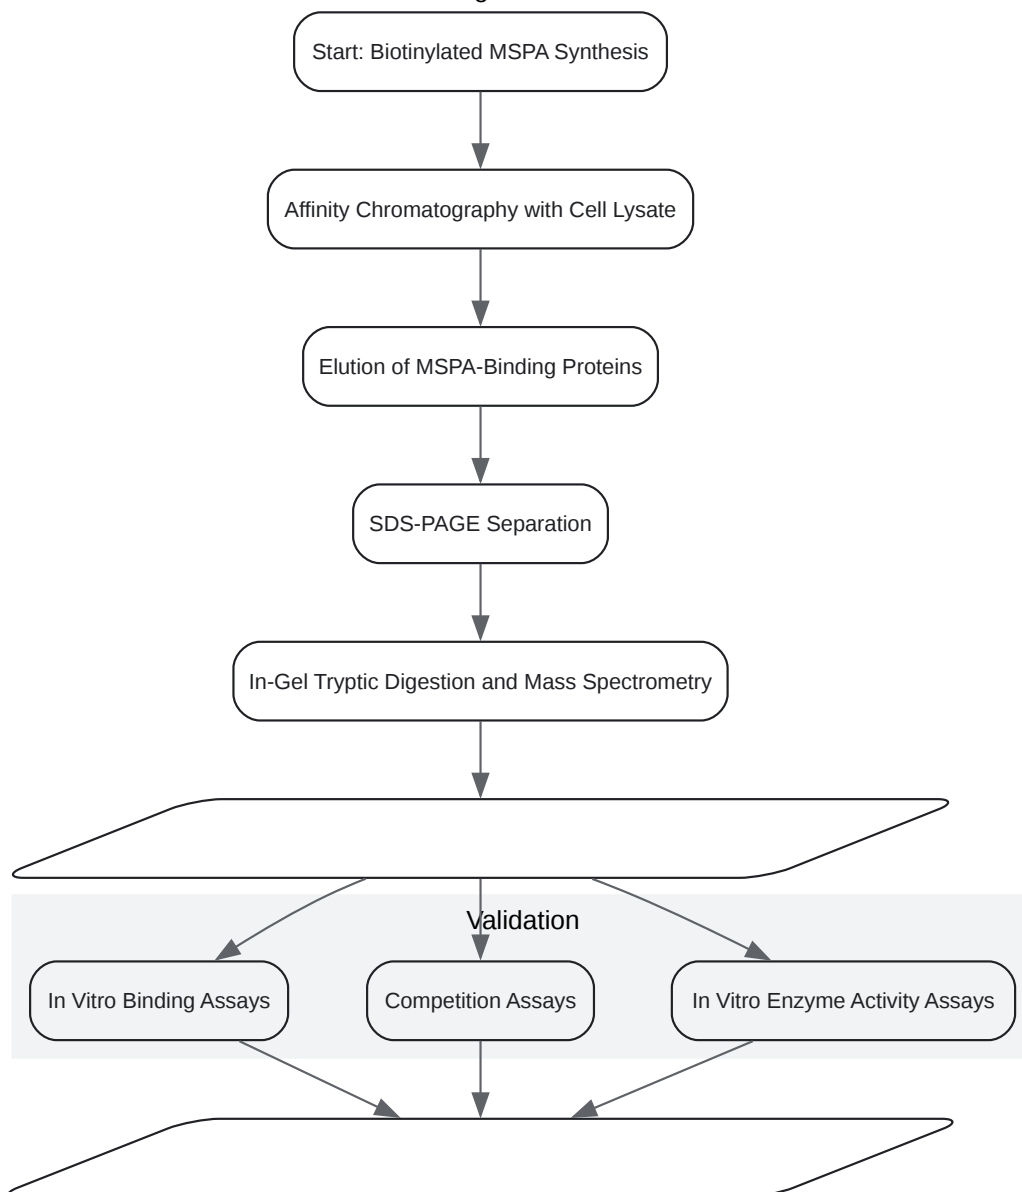 Start: Biotinylated MSPA Synthesis
Affinity Chromatography with Cell Lysate
Elution of MSPA-Binding Proteins
SDS-PAGE Separation
In-Gel Tryptic Digestion and Mass Spectrometry
Validation
In Vitro Binding Assays
Competition Assays
In Vitro Enzyme Activity Assays